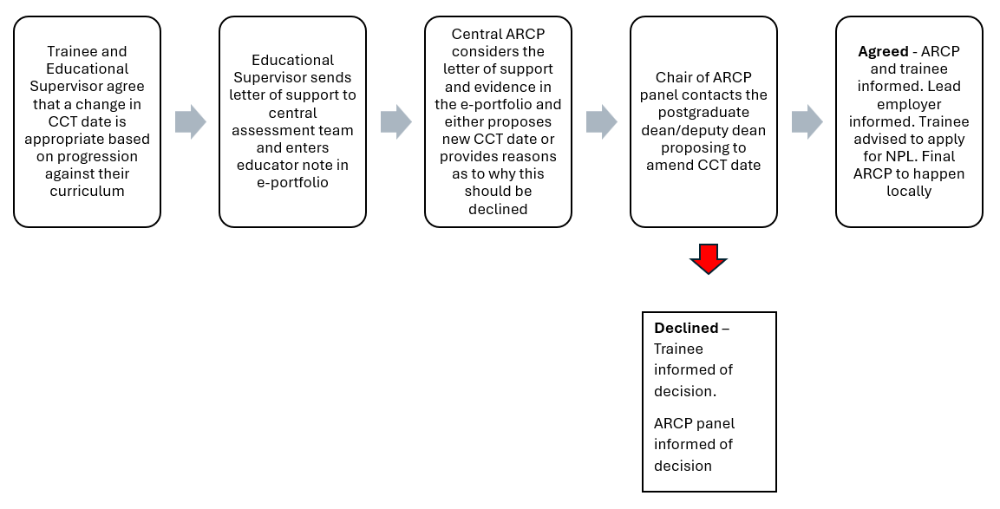 Trainee and
Educational
Supervisor agree
that a change in
CCT date is
appropriate based
on progression
against their
curriculum
Educational
Supervisor sends
letter of support to
central
assessment team
and enters
educator note in
e-portfolio
Central ARCP
considers the
letter of support
and evidence in
the e-portfolio and
either proposes
new CCT date or
provides reasons
as to why this
should be
declined
Chair of ARCP
panel contacts the
postgraduate
dean/deputy dean
proposing to
amend CCT date
Agreed - ARCP
and trainee
informed. Lead
employer
informed. Trainee
advised to apply
for NPL. Final
ARCP to happen
locally
Declined –
Trainee
informed of
decision.
ARCP panel
informed of
decision